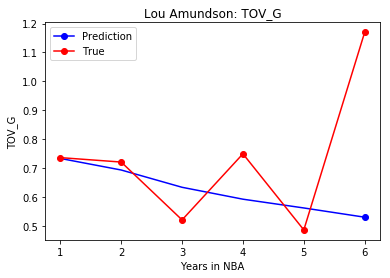 Lou Amundson: TOV_G
Prediction
True
1.2
1.1
1.0
0.9
0.8
0.7
0.6
0.5
TOV_G
1 2 3 4 5 6
Years in NBA